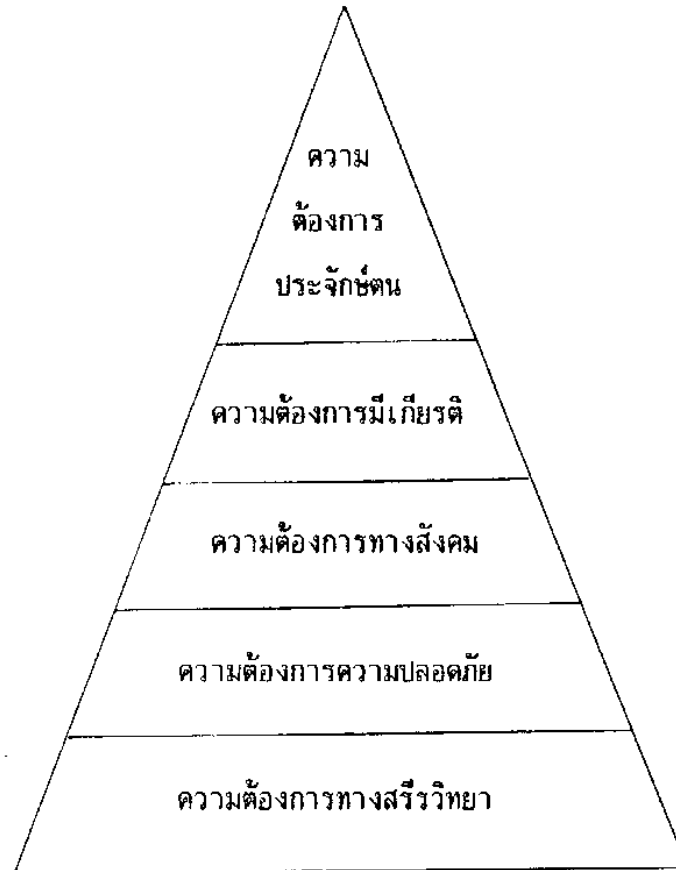 ความ
ต้องการ
ประจักษ์ตน
ความต้องการมีเกียรติ
ความต้องการทางสังคม
ความต้องการความปลอดภัย
ความต้องการทางสรีรวิทยา